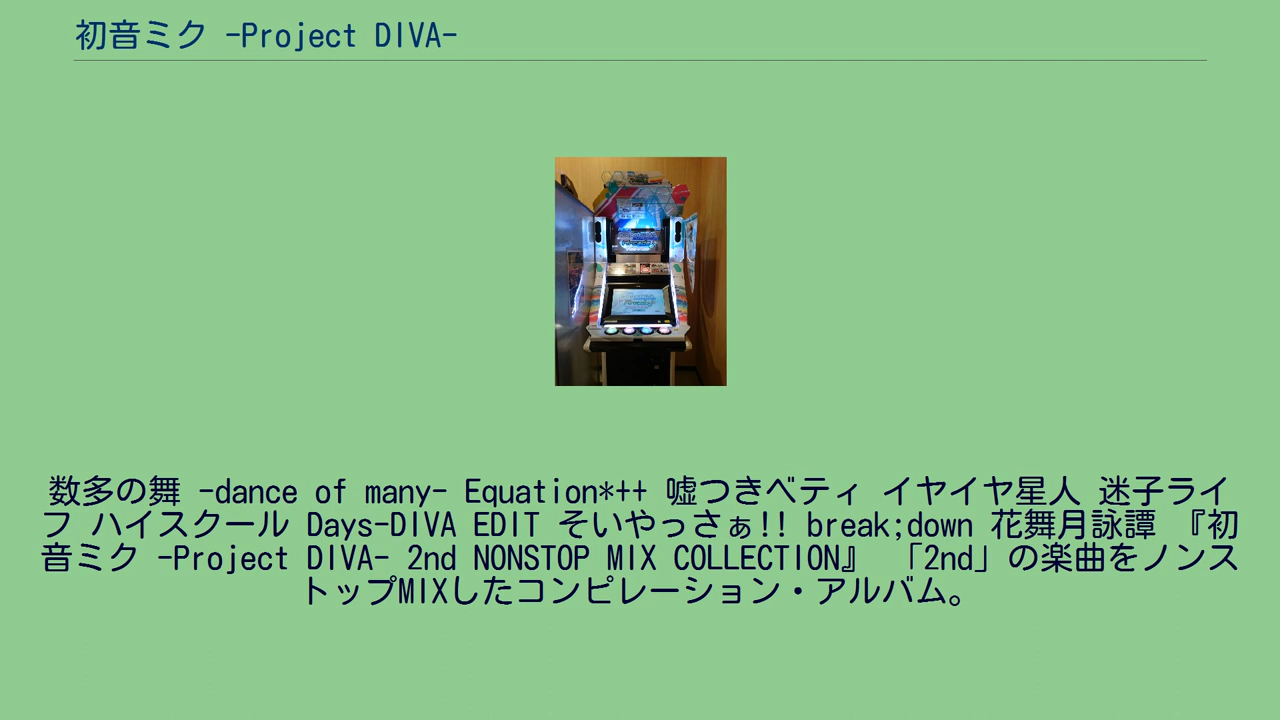 初音ミク -Project DIVA-
数多の舞 -dance of many- Equation*++ 嘘つきベティ イヤイヤ星人 迷子ライ
フ ハイスクール Days-DIVA EDIT そいやっさぁ!! break;down 花舞月詠譚 『初
音ミク -Project DIVA- 2nd NONSTOP MIX COLLECTION』 「2nd」の楽曲をノンス
トップMIXしたコンピレーション・アルバム。